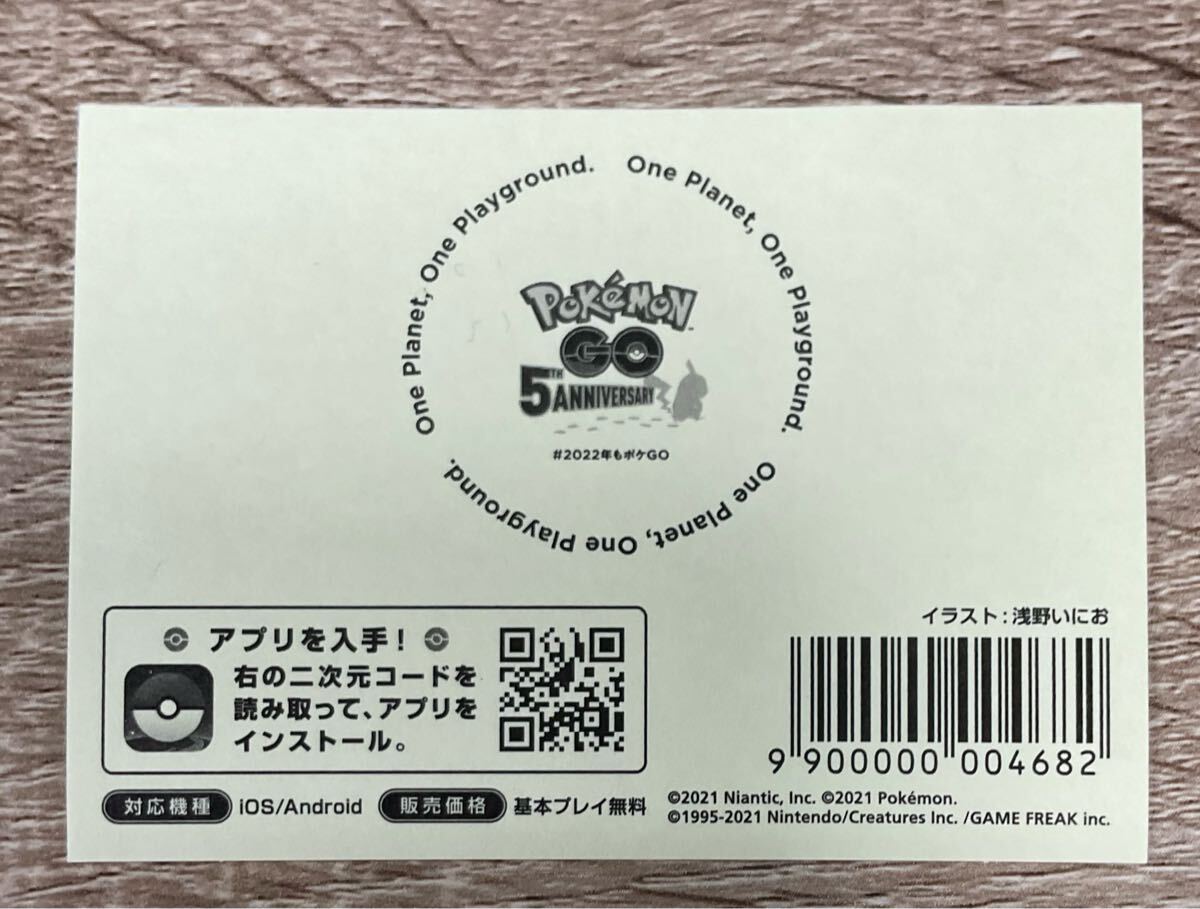 One Planet, One Playground.
One Planet, One Playground.
One Planet, One Playground.
POKéMON
GO
5TH ANNIVERSARY
#2022年もポケGO
アプリを入手！
右の二次元コードを
読み取って、アプリを
インストール。
対応機種 iOS/Android 販売価格 基本プレイ無料
イラスト：浅野いにお
9 900000 004682
©2021 Niantic, Inc. ©2021 Pokémon.
©1995-2021 Nintendo/Creatures Inc. /GAME FREAK inc.